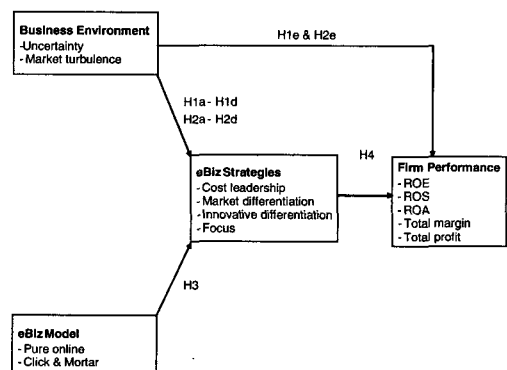 Business Environment
-Uncertainty
- Market turbulence
H1e & H2e
H1a - H1d
H2a - H2d
H4
eBiz Strategies
- Cost leadership
- Market differentiation
- Innovative differentiation
- Focus
Firm Performance
- ROE
- ROS
- ROA
- Total margin
- Total profit
H3
eBiz Model
- Pure online
- Click & Mortar